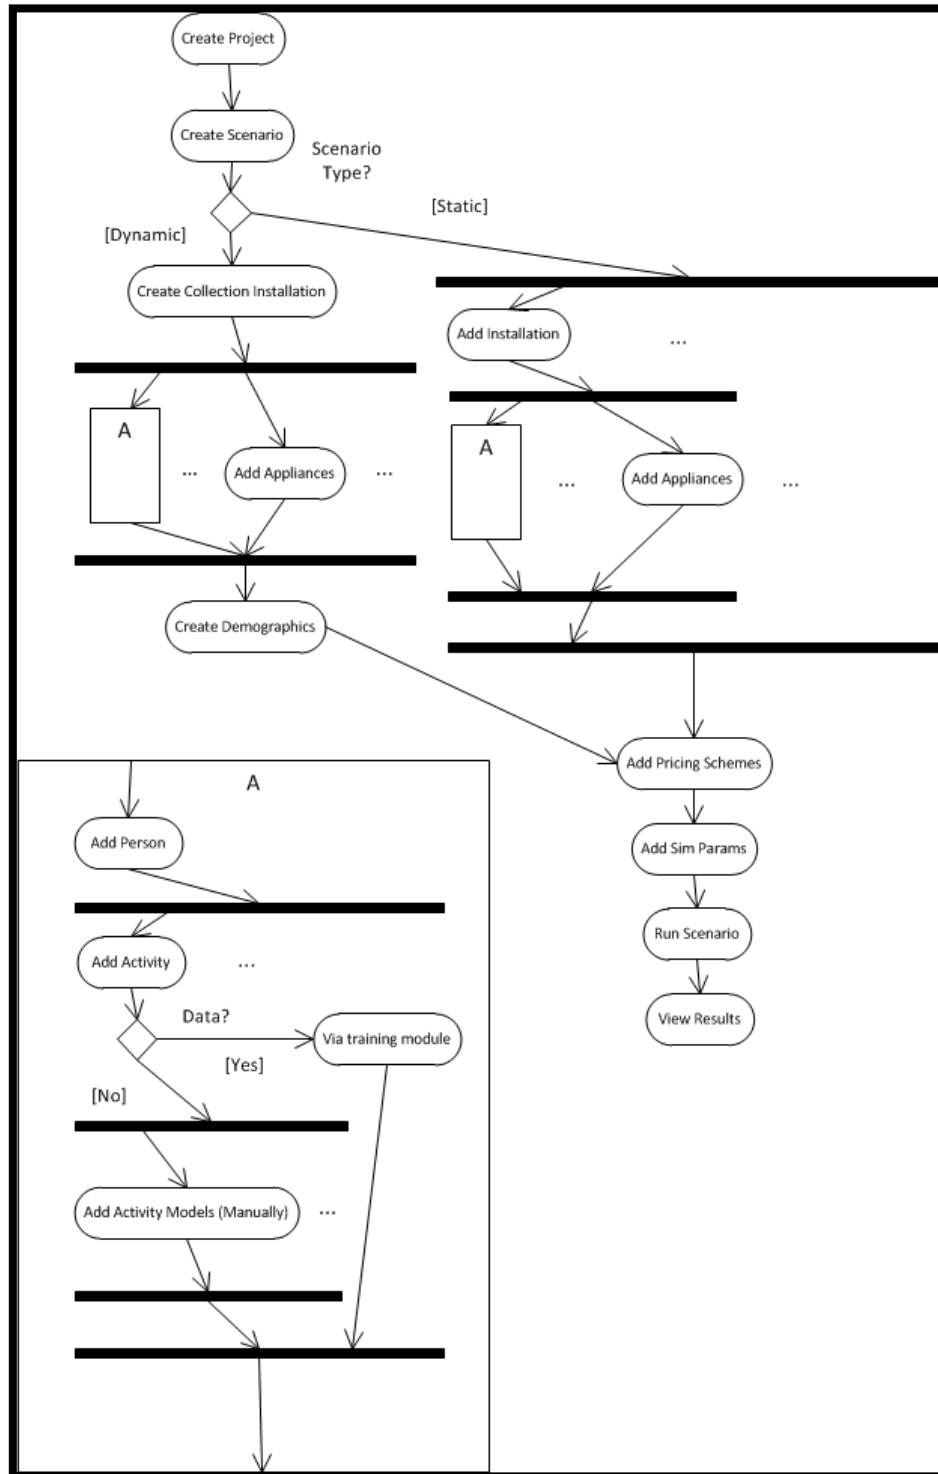 Create Project
Create Scenario
Scenario
Type?
[Static]
[Dynamic]
Create Collection Installation
Add Installation
...
A
...
Add Appliances
...
A
...
Add Appliances
...
Create Demographics
Add Pricing Schemes
Add Sim Params
Run Scenario
View Results
A
Add Person
Add Activity
...
Data?
Via training module
[Yes]
[No]
Add Activity Models (Manually)
...